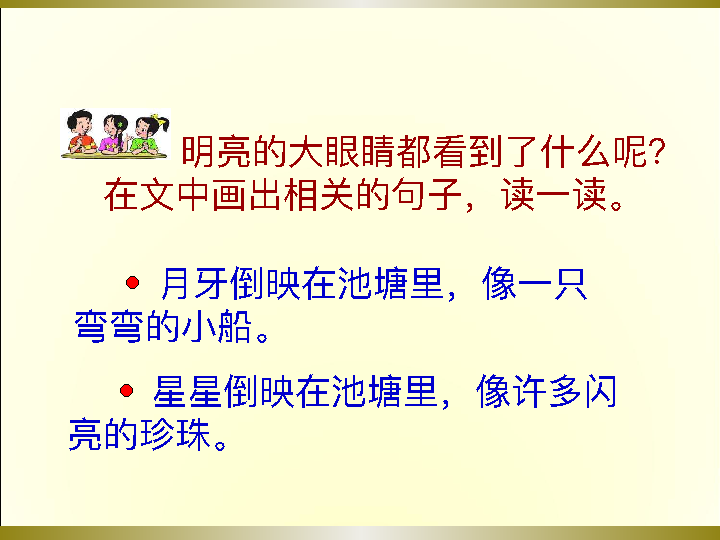 明亮的大眼睛都看到了什么呢？
在文中画出相关的句子，读一读。
月牙倒映在池塘里，像一只
弯弯的小船。
星星倒映在池塘里，像许多闪
亮的珍珠。